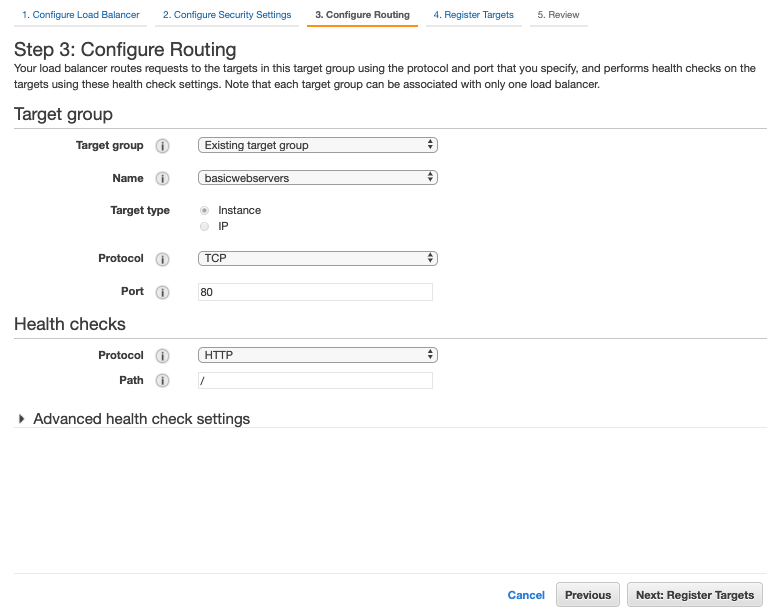 1. Configure Load Balancer 2. Configure Security Settings 3. Configure Routing 4. Register Targets 5. Review
Step 3: Configure Routing
Your load balancer routes requests to the targets in this target group using the protocol and port that you specify, and performs health checks on the
targets using these health check settings. Note that each target group can be associated with only one load balancer.
Target group
Target group i Existing target group
Name i basicwebservers
Target type Instance
IP
Protocol i TCP
Port i 80
Health checks
Protocol i HTTP
Path i /
Advanced health check settings
Cancel Previous Next: Register Targets